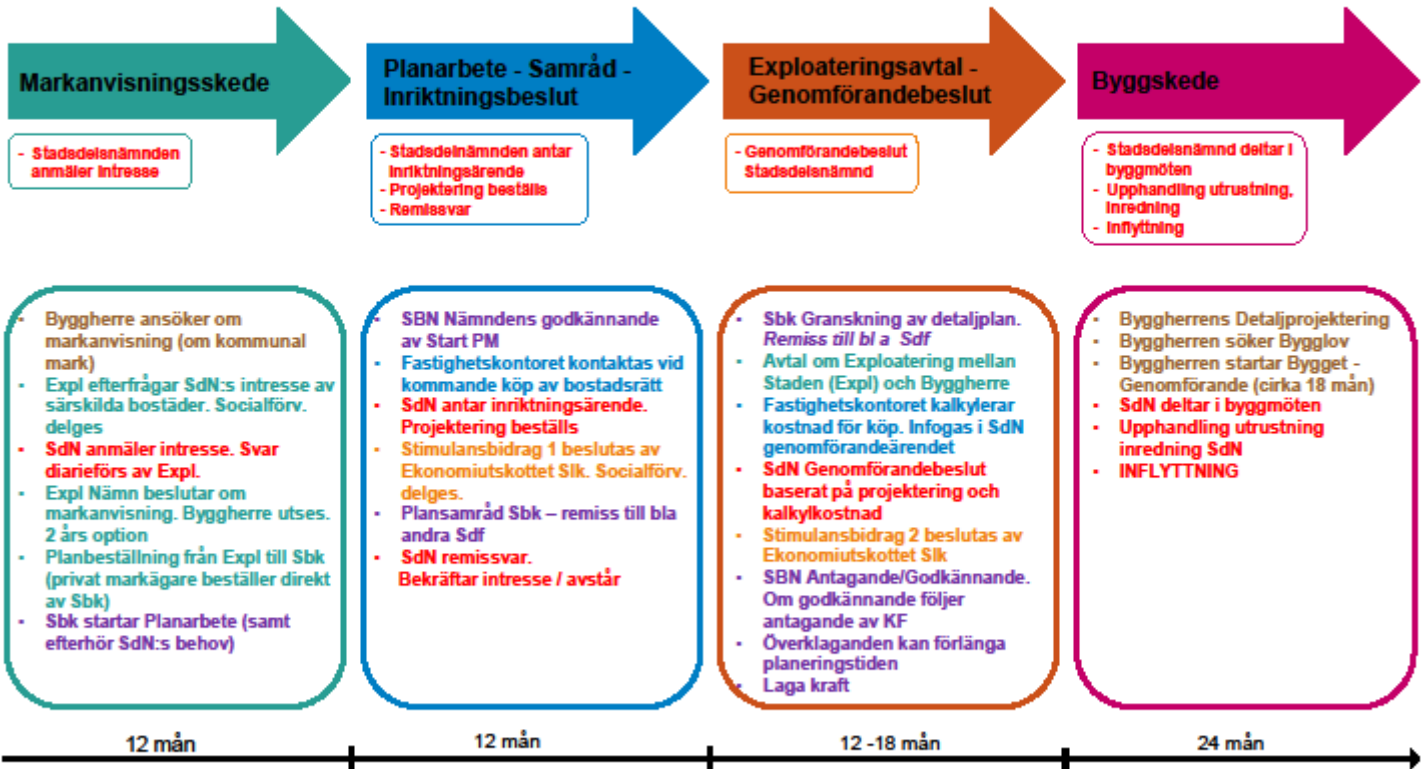 Markanvisningsskede
Planarbete - Samråd -
Inriktningsbeslut
Exploateringsavtal -
Genomförandebeslut
Byggskede
- Stadsdelsnämnden
anmäler intresse
- Stadsdelnämnden antar
inriktningsärende
- Projektering beställs
- Remissvar
- Genomförandebeslut
Stadsdelsnämnd
- Stadsdelsnämnd deltar i
byggmöten
- Upphandling utrustning,
inredning
- Inflyttning
• Byggherre ansöker om
markanvisning (om kommunal
mark)
• Expl efterfrågar SdN:s intresse av
särskilda bostäder. Socialförv.
delges
• SdN anmäler intresse. Svar
diarieförs av Expl.
• Expl Nämn beslutar om
markanvisning. Byggherre utses.
2 års option
• Planbeställning från Expl till Sbk
(privat markägare beställer direkt
av Sbk)
• Sbk startar Planarbete (samt
efterhör SdN:s behov)
• SBN Nämndens godkännande
av Start PM
• Fastighetskontoret kontaktas vid
kommande köp av bostadsrätt
• SdN antar inriktningsärende.
Projektering beställs
• Stimulansbidrag 1 beslutas av
Ekonomiutskottet Slk. Socialförv.
delges.
• Plansamråd Sbk – remiss till bla
andra Sdf
• SdN remissvar.
Bekräftar intresse / avstår
• Sbk Granskning av detaljplan.
Remiss till bl a Sdf
• Avtal om Exploatering mellan
Staden (Expl) och Byggherre
• Fastighetskontoret kalkylerar
kostnad för köp. Infogas i SdN
genomförandeärendet
• SdN Genomförandebeslut
baserat på projektering och
kalkylkostnad
• Stimulansbidrag 2 beslutas av
Ekonomiutskottet Slk
• SBN Antagande/Godkännande.
Om godkännande följer
antagande av KF
• Överklaganden kan förlänga
planeringstiden
• Laga kraft
• Byggherrens Detaljprojektering
• Byggherren söker Bygglov
• Byggherren startar Bygget -
Genomförande (cirka 18 mån)
• SdN deltar i byggmöten
• Upphandling utrustning
inredning SdN
• INFLYTTNING
12 mån
12 mån
12 -18 mån
24 mån